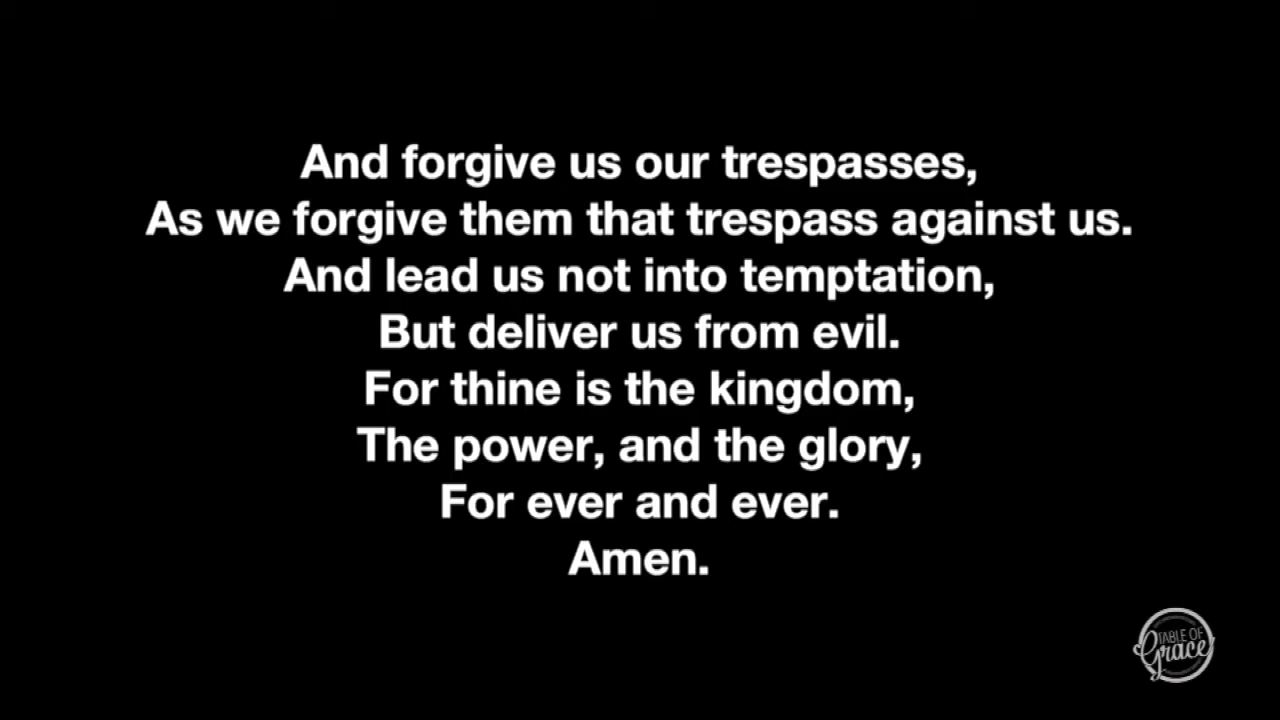 And forgive us our trespasses,
As we forgive them that trespass against us.
And lead us not into temptation,
But deliver us from evil.
For thine is the kingdom,
The power, and the glory,
For ever and ever.
Amen.
TABLE OF
Grace